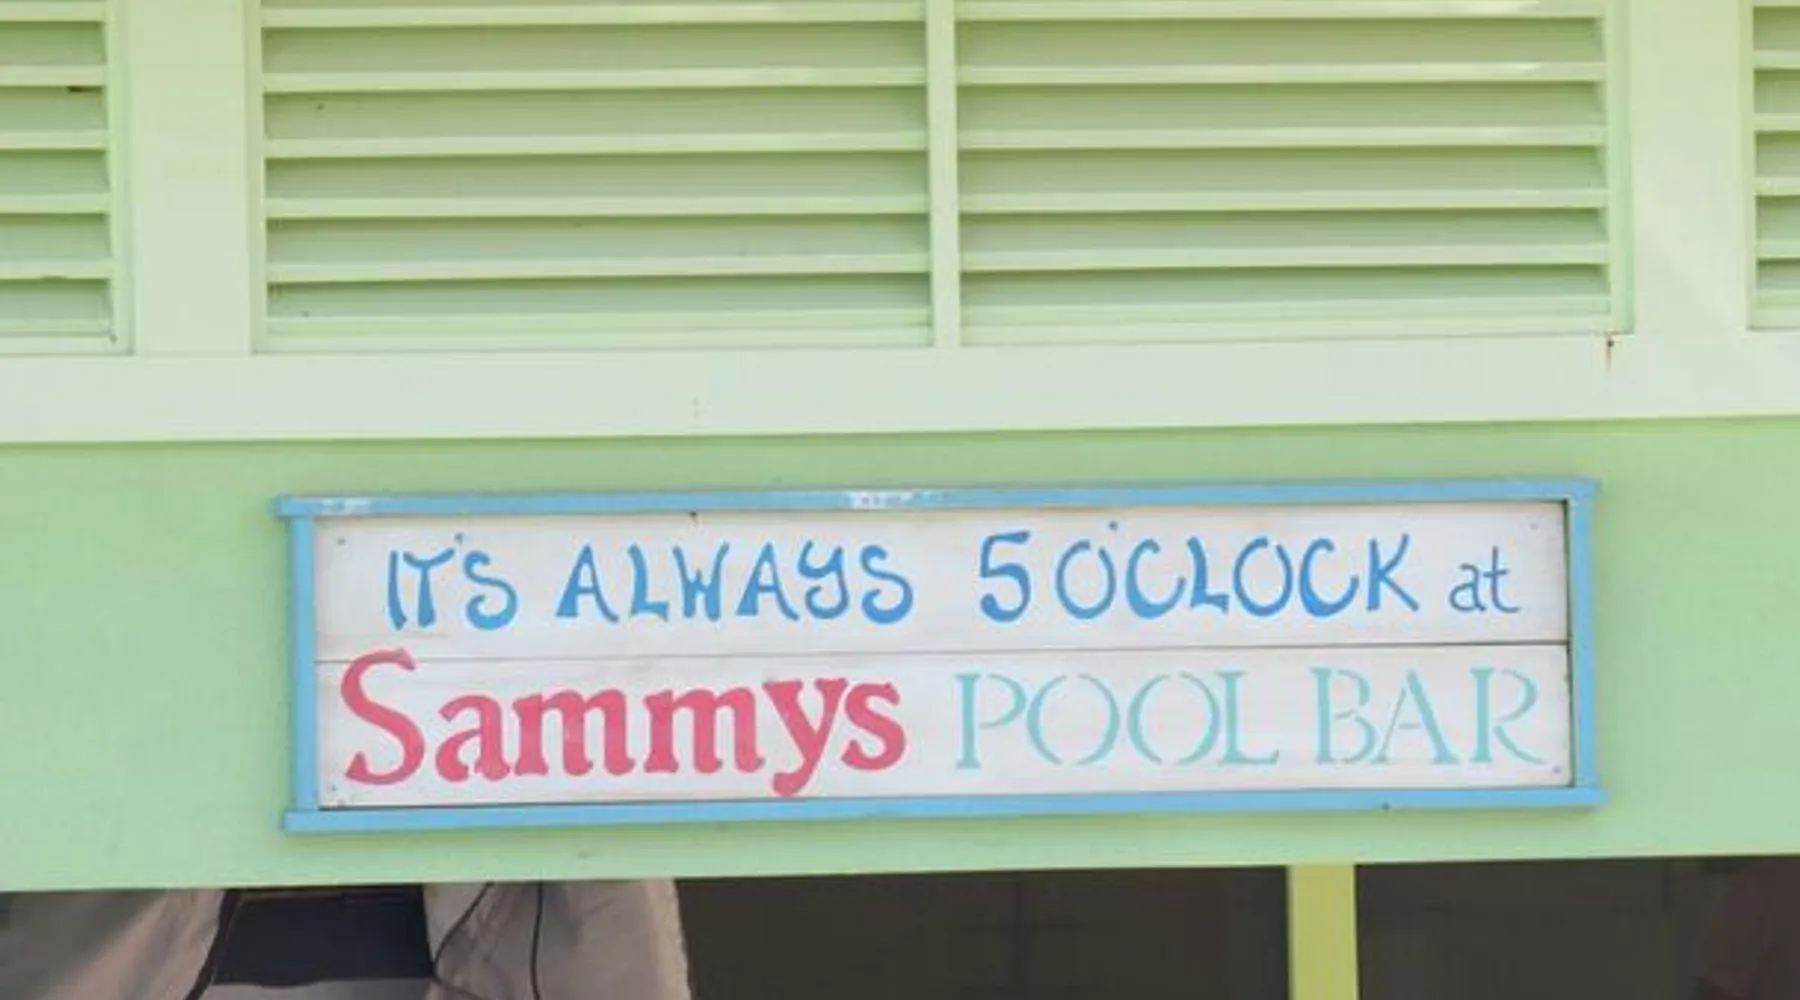 IT'S ALWAYS 5 O'CLOCK at
Sammys POOL BAR